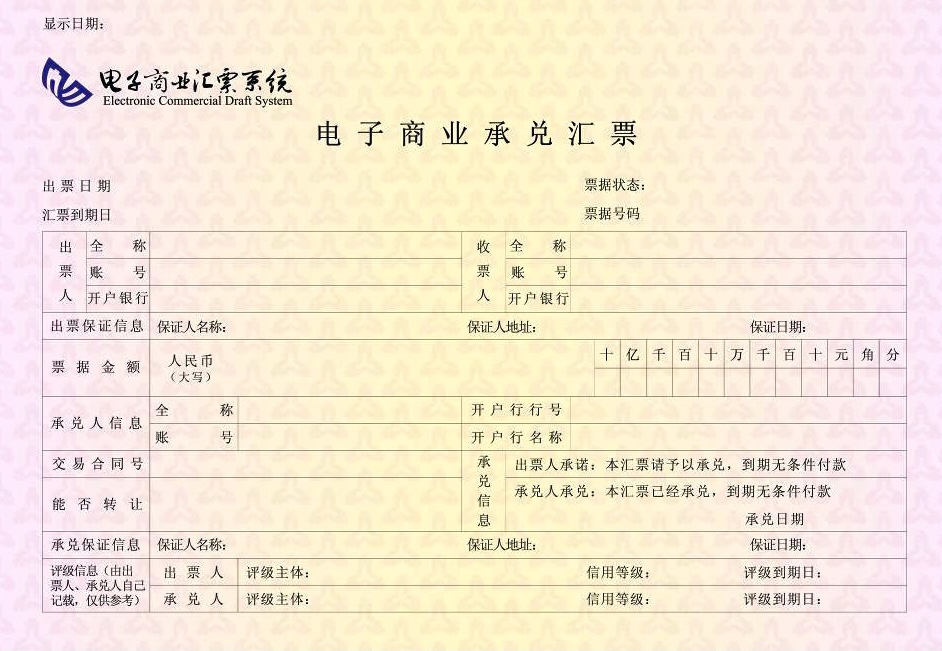 显示日期：
电子商业汇票系统
Electronic Commercial Draft System
电子商业承兑汇票
出票日期 票据状态：
汇票到期日 票据号码
出票人 全称 收票人 全称
账号 账号
开户银行 开户银行
出票保证信息 保证人名称： 保证人地址： 保证日期：
票据金额 人民币（大写） 十 亿 千 百 十 万 千 百 十 元 角 分
承兑人信息 全称 开户行行号
账号 开户行名称
交易合同号 承兑信息 出票人承诺：本汇票请予以承兑，到期无条件付款
能否转让 承兑人承兑：本汇票已经承兑，到期无条件付款
承兑日期
承兑保证信息 保证人名称： 保证人地址： 保证日期：
评级信息（由出票人、承兑人自己记载，仅供参考） 出票人 评级主体： 信用等级： 评级到期日：
承兑人 评级主体： 信用等级： 评级到期日：